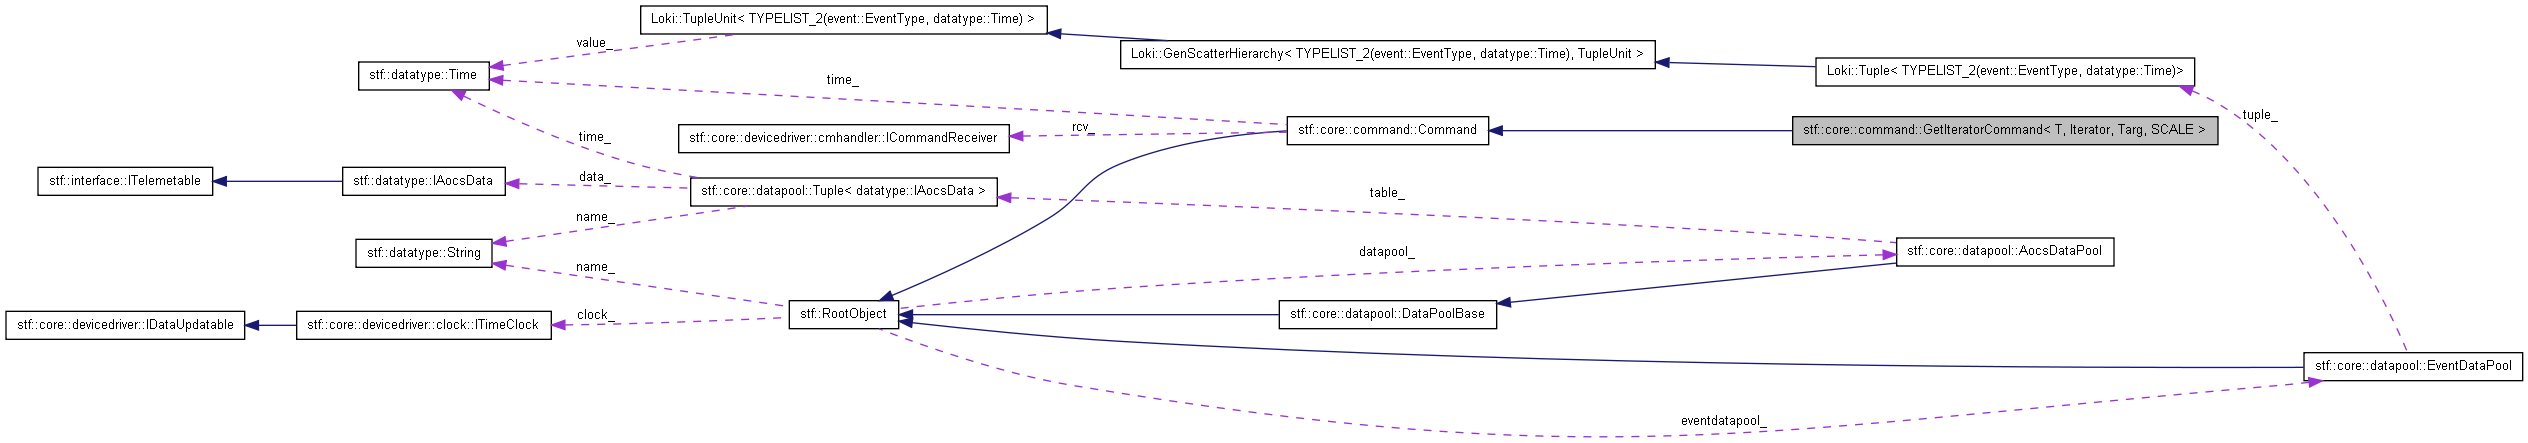 Loki::TupleUnit< TYPELIST_2(event::EventType, datatype::Time) >
value_
Loki::GenScatterHierarchy< TYPELIST_2(event::EventType, datatype::Time), TupleUnit >
stf::datatype::Time
time_
Loki::Tuple< TYPELIST_2(event::EventType, datatype::Time)>
tuple_
rcv_
stf::core::command::Command
stf::core::command::GetIteratorCommand< T, Iterator, Targ, SCALE >
time_
stf::core::devicedriver::cmhandler::ICommandReceiver
stf::interface::ITelemetable
stf::datatype::IAocsData
data_
stf::core::datapool::Tuple< datatype::IAocsData >
table_
name_
stf::datatype::String
datapool_
stf::core::datapool::AocsDataPool
name_
stf::core::devicedriver::IDataUpdatable
stf::core::devicedriver::clock::ITimeClock
clock_
stf::RootObject
stf::core::datapool::DataPoolBase
stf::core::datapool::EventDataPool
eventdatapool_